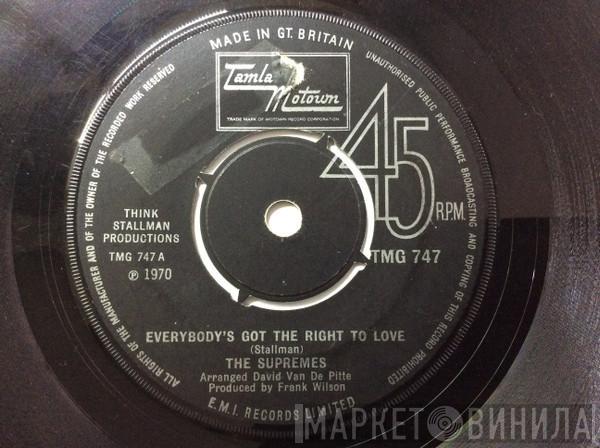 MADE IN GT. BRITAIN
Tamla
Motown
TRADE MARK OF MOTOWN RECORD CORPORATION
45
R.P.M.
TMG 747
THINK
STALLMAN
PRODUCTIONS
TMG 747 A
℗ 1970
EVERYBODY'S GOT THE RIGHT TO LOVE
(Stallman)
THE SUPREMES
Arranged David Van De Pitte
Produced by Frank Wilson
E.M.I. RECORDS LIMITED
ALL RIGHTS OF THE MANUFACTURER AND OF THE OWNER OF THE RECORDED WORK RESERVED
UNAUTHORISED PUBLIC PERFORMANCE BROADCASTING AND COPYING OF THIS RECORD PROHIBITED
МАРКЕТ ВИНИЛА